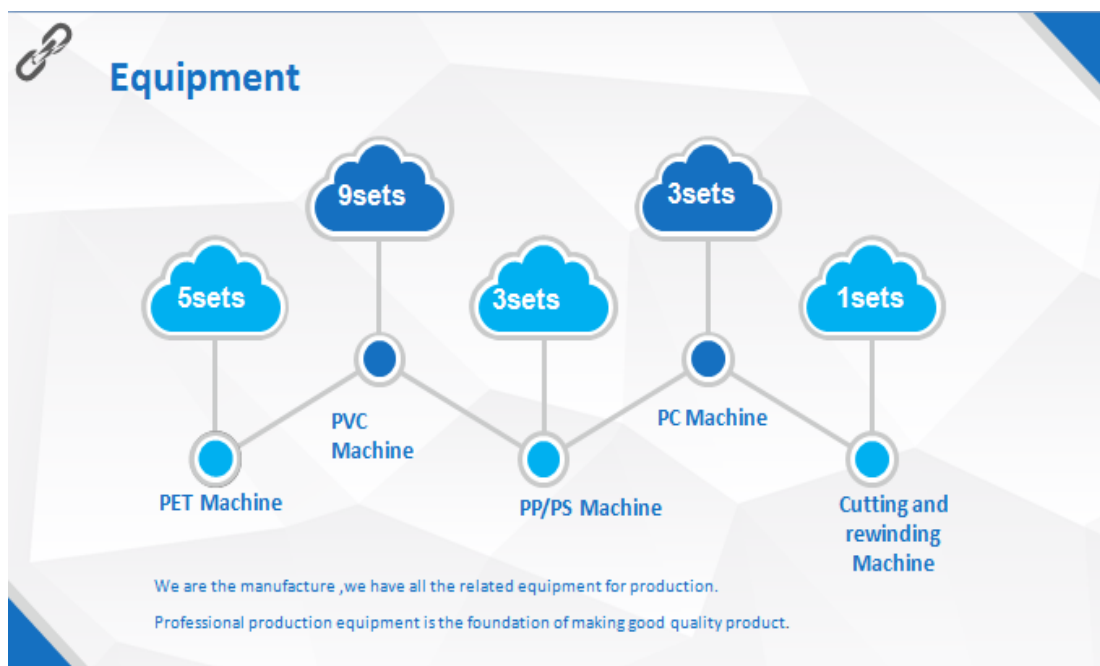 Equipment
9sets
3sets
5sets
3sets
1sets
PVC
Machine
PC Machine
PET Machine
PP/PS Machine
Cutting and
rewinding
Machine
We are the manufacture ,we have all the related equipment for production.
Professional production equipment is the foundation of making good quality product.